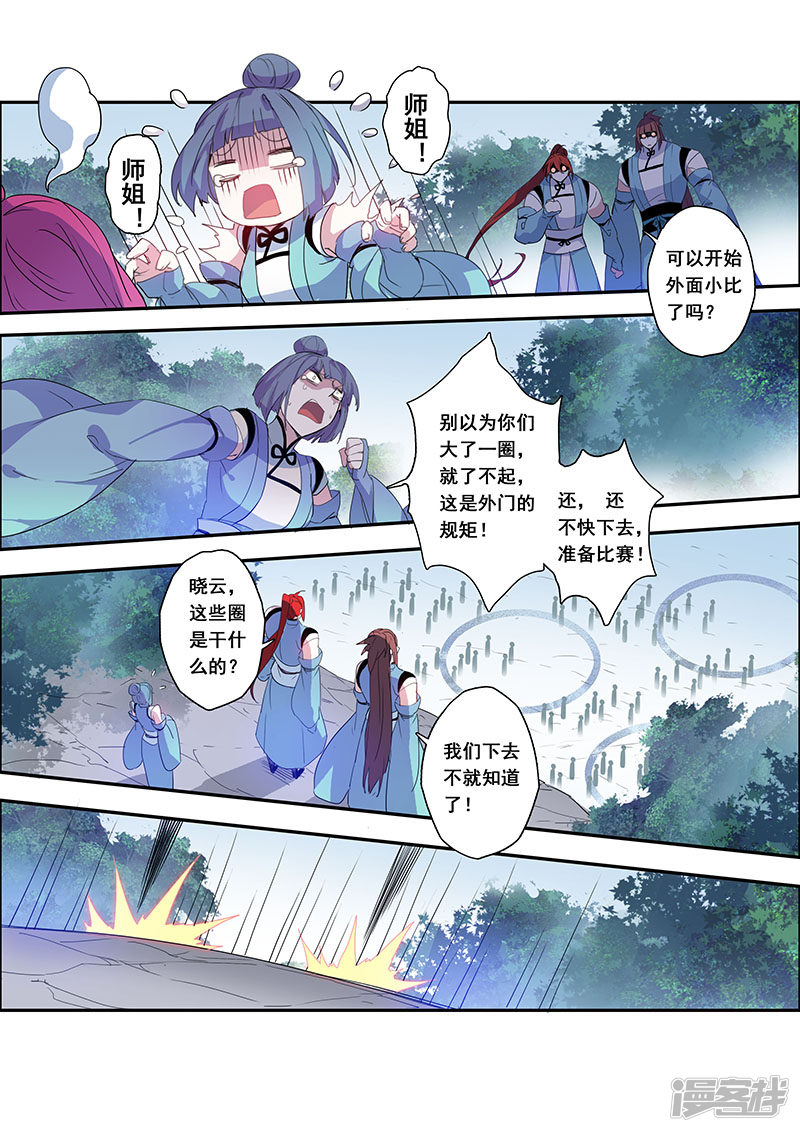 师姐！
师姐！
可以开始
外面小比
了吗？
别以为你们
大了一圈，
就了不起，
这是外门的
规矩！
还， 还
不快下去，
准备比赛！
晓云，
这些圈
是干什
么的？
我们下去
不就知道
了！
漫客栈